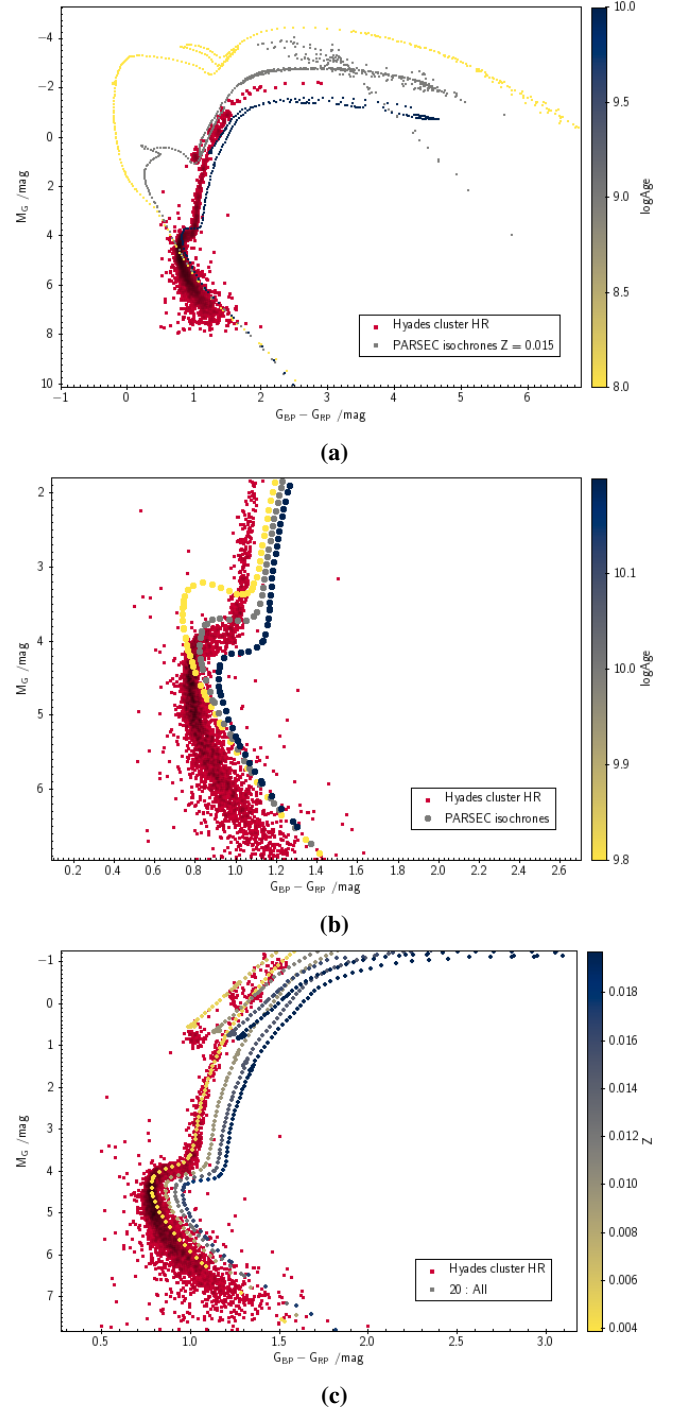 −4
−2
0
2
4
6
8
10
M_G /mag
−1 0 1 2 3 4 5 6
G_BP − G_RP /mag
Hyades cluster HR
PARSEC isochrones Z = 0.015
10.0
9.5
9.0
8.5
8.0
logAge
(a)
2
3
4
5
6
M_G /mag
0.2 0.4 0.6 0.8 1.0 1.2 1.4 1.6 1.8 2.0 2.2 2.4 2.6
G_BP − G_RP /mag
Hyades cluster HR
PARSEC isochrones
10.1
10.0
9.9
9.8
logAge
(b)
−1
0
1
2
3
4
5
6
7
M_G /mag
0.5 1.0 1.5 2.0 2.5 3.0
G_BP − G_RP /mag
Hyades cluster HR
20 : All
0.018
0.016
0.014
0.012
0.010
0.008
0.006
0.004
Z
(c)